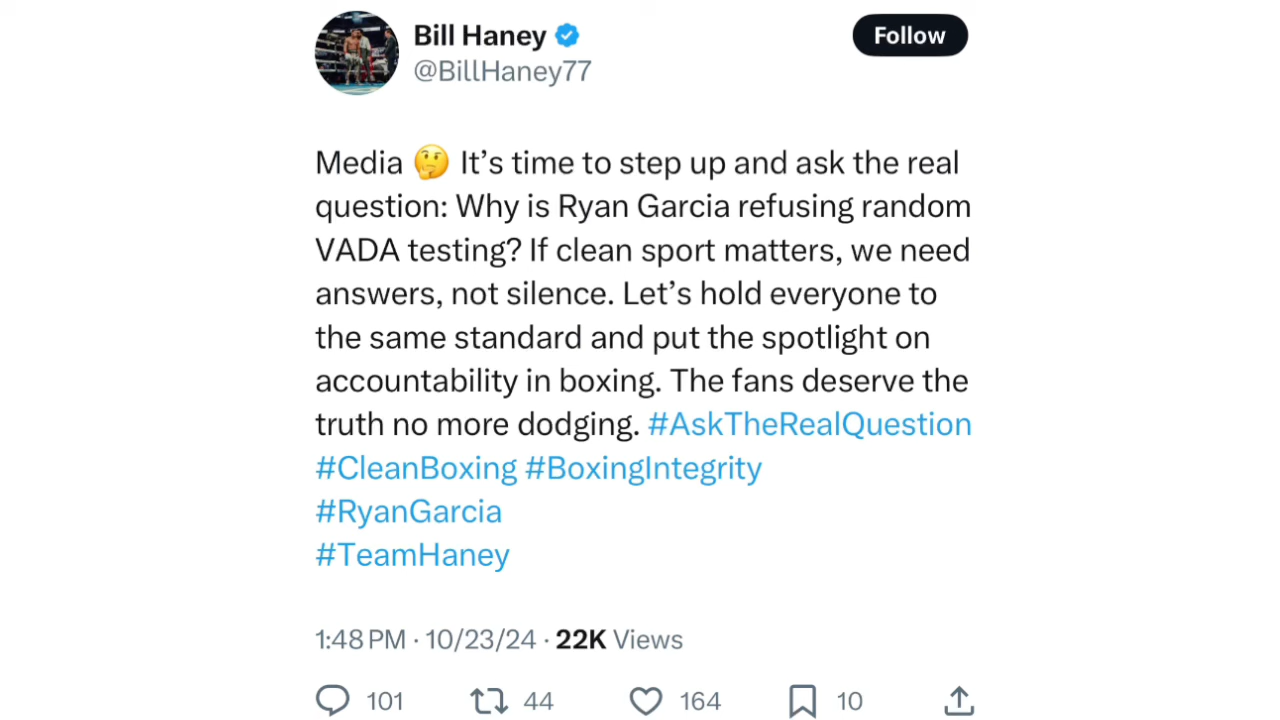 Bill Haney
Follow
@BillHaney77
Media 🤔 It’s time to step up and ask the real
question: Why is Ryan Garcia refusing random
VADA testing? If clean sport matters, we need
answers, not silence. Let’s hold everyone to
the same standard and put the spotlight on
accountability in boxing. The fans deserve the
truth no more dodging. #AskTheRealQuestion
#CleanBoxing #BoxingIntegrity
#RyanGarcia
#TeamHaney
1:48 PM · 10/23/24 · 22K Views
101 44 164 10